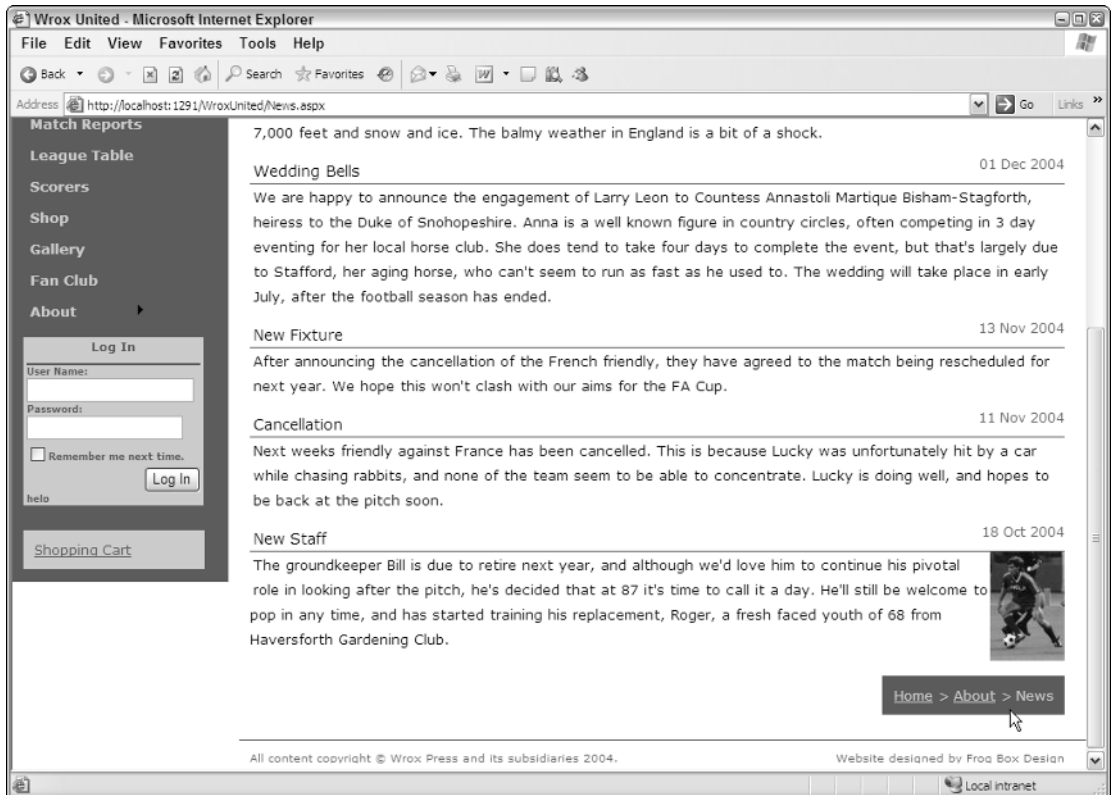 Wrox United - Microsoft Internet Explorer
File Edit View Favorites Tools Help
Back Search Favorites
Address http://localhost:1291/WroxUnited/News.aspx Go Links »
Match Reports
League Table
Scorers
Shop
Gallery
Fan Club
About
Log In
User Name:
Password:
Remember me next time.
Log In
help
Shopping Cart
7,000 feet and snow and ice. The balmy weather in England is a bit of a shock.
Wedding Bells 01 Dec 2004
We are happy to announce the engagement of Larry Leon to Countess Annastoli Martique Bisham-Stagforth,
heiress to the Duke of Snohopeshire. Anna is a well known figure in country circles, often competing in 3 day
eventing for her local horse club. She does tend to take four days to complete the event, but that's largely due
to Stafford, her aging horse, who can't seem to run as fast as he used to. The wedding will take place in early
July, after the football season has ended.
New Fixture 13 Nov 2004
After announcing the cancellation of the French friendly, they have agreed to the match being rescheduled for
next year. We hope this won't clash with our aims for the FA Cup.
Cancellation 11 Nov 2004
Next weeks friendly against France has been cancelled. This is because Lucky was unfortunately hit by a car
while chasing rabbits, and none of the team seem to be able to concentrate. Lucky is doing well, and hopes to
be back at the pitch soon.
New Staff 18 Oct 2004
The groundkeeper Bill is due to retire next year, and although we'd love him to continue his pivotal
role in looking after the pitch, he's decided that at 87 it's time to call it a day. He'll still be welcome to
pop in any time, and has started training his replacement, Roger, a fresh faced youth of 68 from
Haversforth Gardening Club.
Home > About > News
All content copyright © Wrox Press and its subsidiaries 2004. Website designed by Frog Box Design
Local intranet